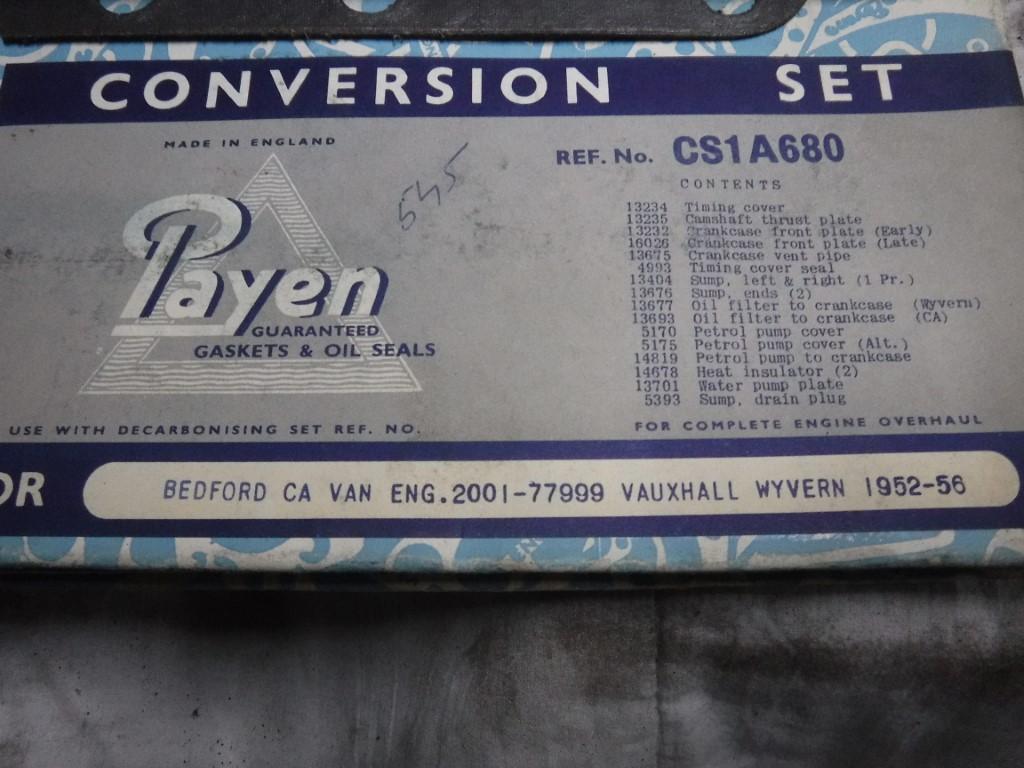 CONVERSION SET
MADE IN ENGLAND
Payen
GUARANTEED
GASKETS & OIL SEALS
USE WITH DECARBONISING SET REF. NO.
545
REF. No. CS1A680
CONTENTS
13234 Timing cover
13235 Camshaft thrust plate
13232 Crankcase front plate (Early)
16026 Crankcase front plate (Late)
13675 Crankcase vent pipe
4993 Timing cover seal
13404 Sump, left & right (1 Pr.)
13676 Sump, ends (2)
13677 Oil filter to crankcase (Wyvern)
13693 Oil filter to crankcase (CA)
5170 Petrol pump cover
5175 Petrol pump cover (Alt.)
14819 Petrol pump to crankcase
14678 Heat insulator (2)
13701 Water pump plate
5393 Sump, drain plug
FOR COMPLETE ENGINE OVERHAUL
OR BEDFORD CA VAN ENG.2001-77999 VAUXHALL WYVERN 1952-56